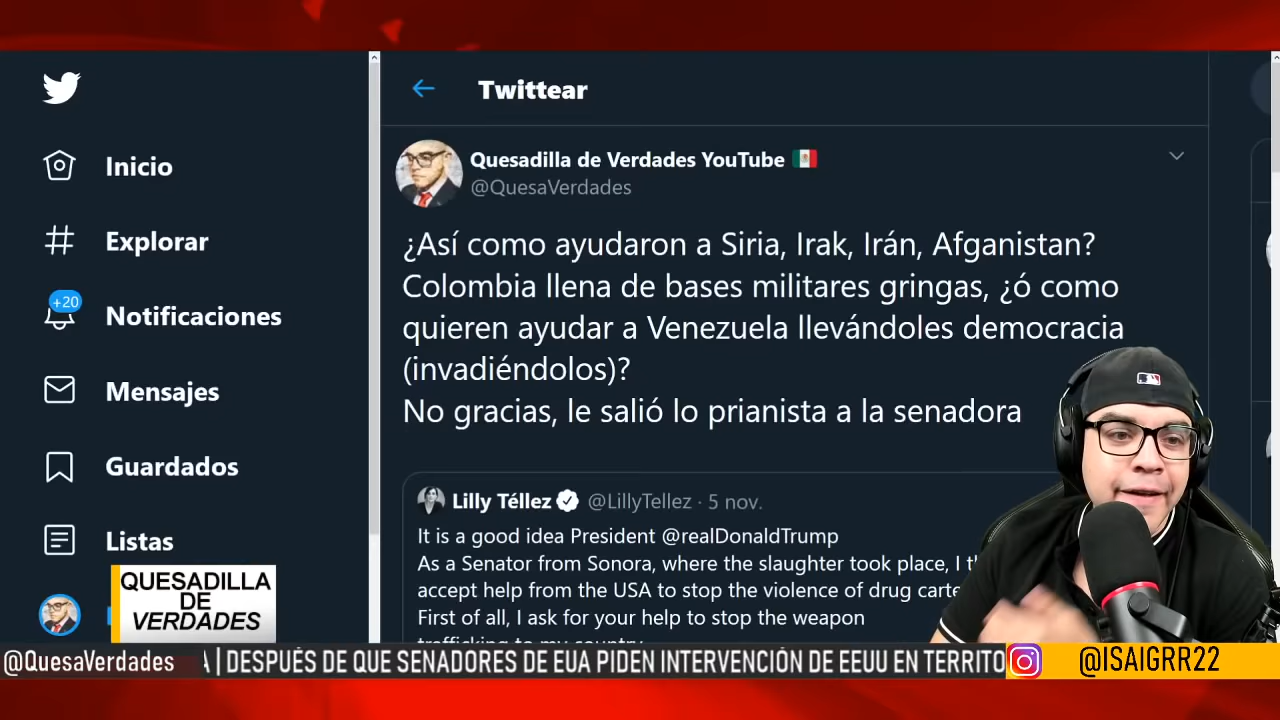 Twittear
Inicio
Explorar
+20
Notificaciones
Mensajes
Guardados
Listas
Quesadilla de Verdades YouTube
@QuesaVerdades
¿Así como ayudaron a Siria, Irak, Irán, Afganistan?
Colombia llena de bases militares gringas, ¿ó como
quieren ayudar a Venezuela llevándoles democracia
(invadiéndolos)?
No gracias, le salió lo prianista a la senadora
Lilly Téllez @LillyTellez · 5 nov.
It is a good idea President @realDonaldTrump
As a Senator from Sonora, where the slaughter took place, I
accept help from the USA to stop the violence of drug
First of all, I ask for your help to stop the weapon
trafficking to my country
QUESADILLA
DE
VERDADES
@QuesaVerdades
| DESPUÉS DE QUE SENADORES DE EUA PIDEN INTERVENCIÓN DE EEUU EN TERRITO
@ISAIGRR22